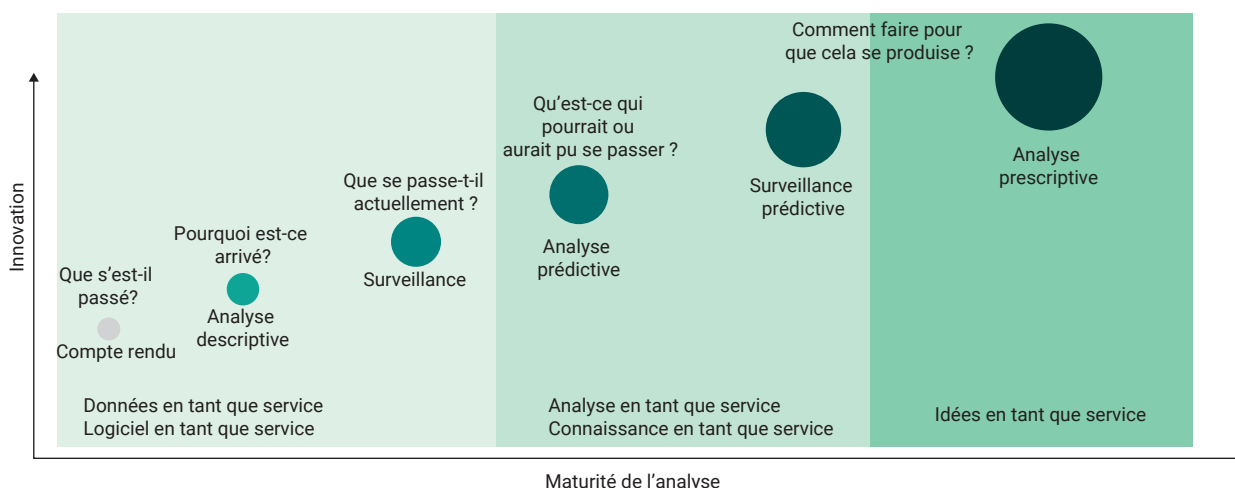 Comment faire pour
que cela se produise ?
Qu’est-ce qui
pourrait ou
aurait pu se passer ?
Analyse
prescriptive
Que se passe-t-il
actuellement ?
Surveillance
prédictive
Pourquoi est-ce
arrivé?
Analyse
prédictive
Innovation
Que s’est-il
passé?
Surveillance
Analyse
descriptive
Compte rendu
Données en tant que service
Logiciel en tant que service
Analyse en tant que service
Connaissance en tant que service
Idées en tant que service
Maturité de l’analyse